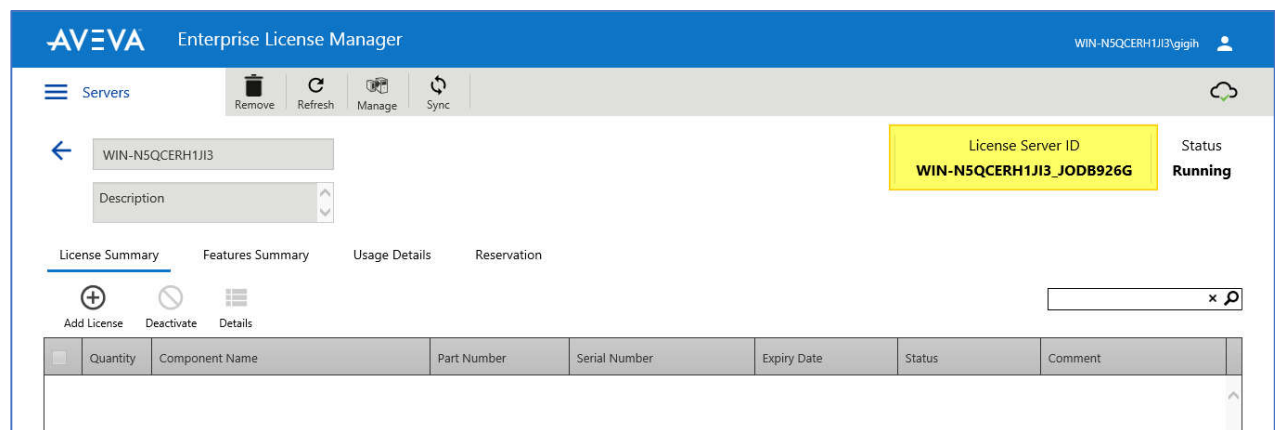 AVEVA Enterprise License Manager WIN-N5QCERH1JI3\gigih
Servers Remove Refresh Manage Sync
License Server ID Status
WIN-N5QCERH1JI3 WIN-N5QCERH1JI3_JODB926G Running
Description
License Summary Features Summary Usage Details Reservation
Add License Deactivate Details
Quantity Component Name Part Number Serial Number Expiry Date Status Comment